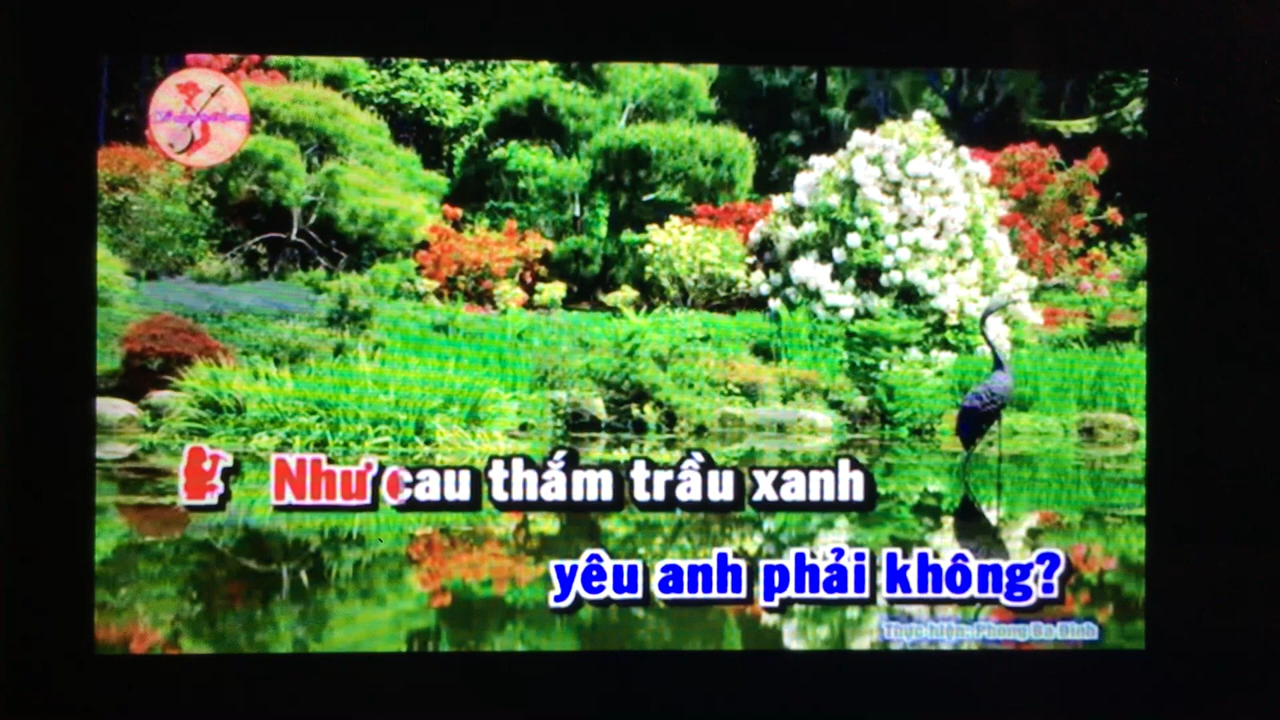 Như cau thắm trầu xanh
yêu anh phải không?
Thực hiện: Phong Ba Đình